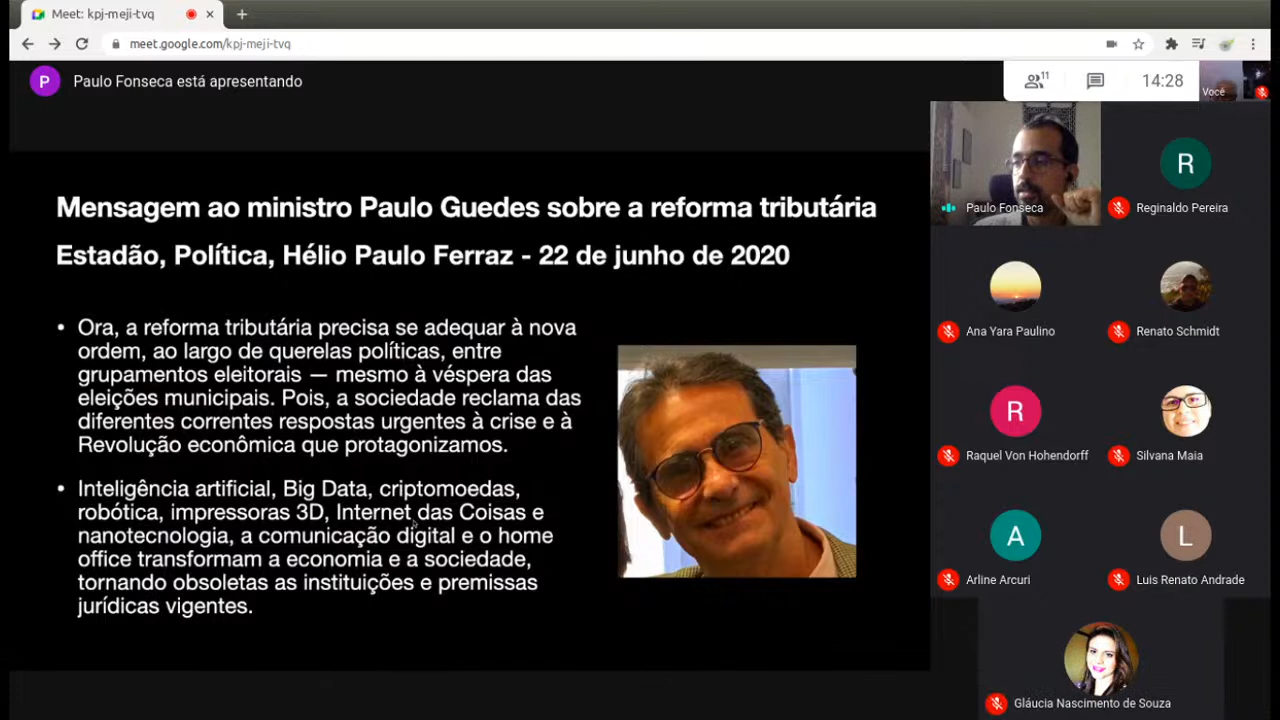 Meet: kpj-meji-tvq
meet.google.com/kpj-meji-tvq
P
Paulo Fonseca está apresentando
11
14:28
Você
Mensagem ao ministro Paulo Guedes sobre a reforma tributária
Estadão, Política, Hélio Paulo Ferraz - 22 de junho de 2020
• Ora, a reforma tributária precisa se adequar à nova
ordem, ao largo de querelas políticas, entre
grupamentos eleitorais — mesmo à véspera das
eleições municipais. Pois, a sociedade reclama das
diferentes correntes respostas urgentes à crise e à
Revolução econômica que protagonizamos.
• Inteligência artificial, Big Data, criptomoedas,
robótica, impressoras 3D, Internet das Coisas e
nanotecnologia, a comunicação digital e o home
office transformam a economia e a sociedade,
tornando obsoletas as instituições e premissas
jurídicas vigentes.
Paulo Fonseca
R
Reginaldo Pereira
Ana Yara Paulino
Renato Schmidt
R
Raquel Von Hohendorff
Silvana Maia
A
Arline Arcuri
L
Luis Renato Andrade
Gláucia Nascimento de Souza